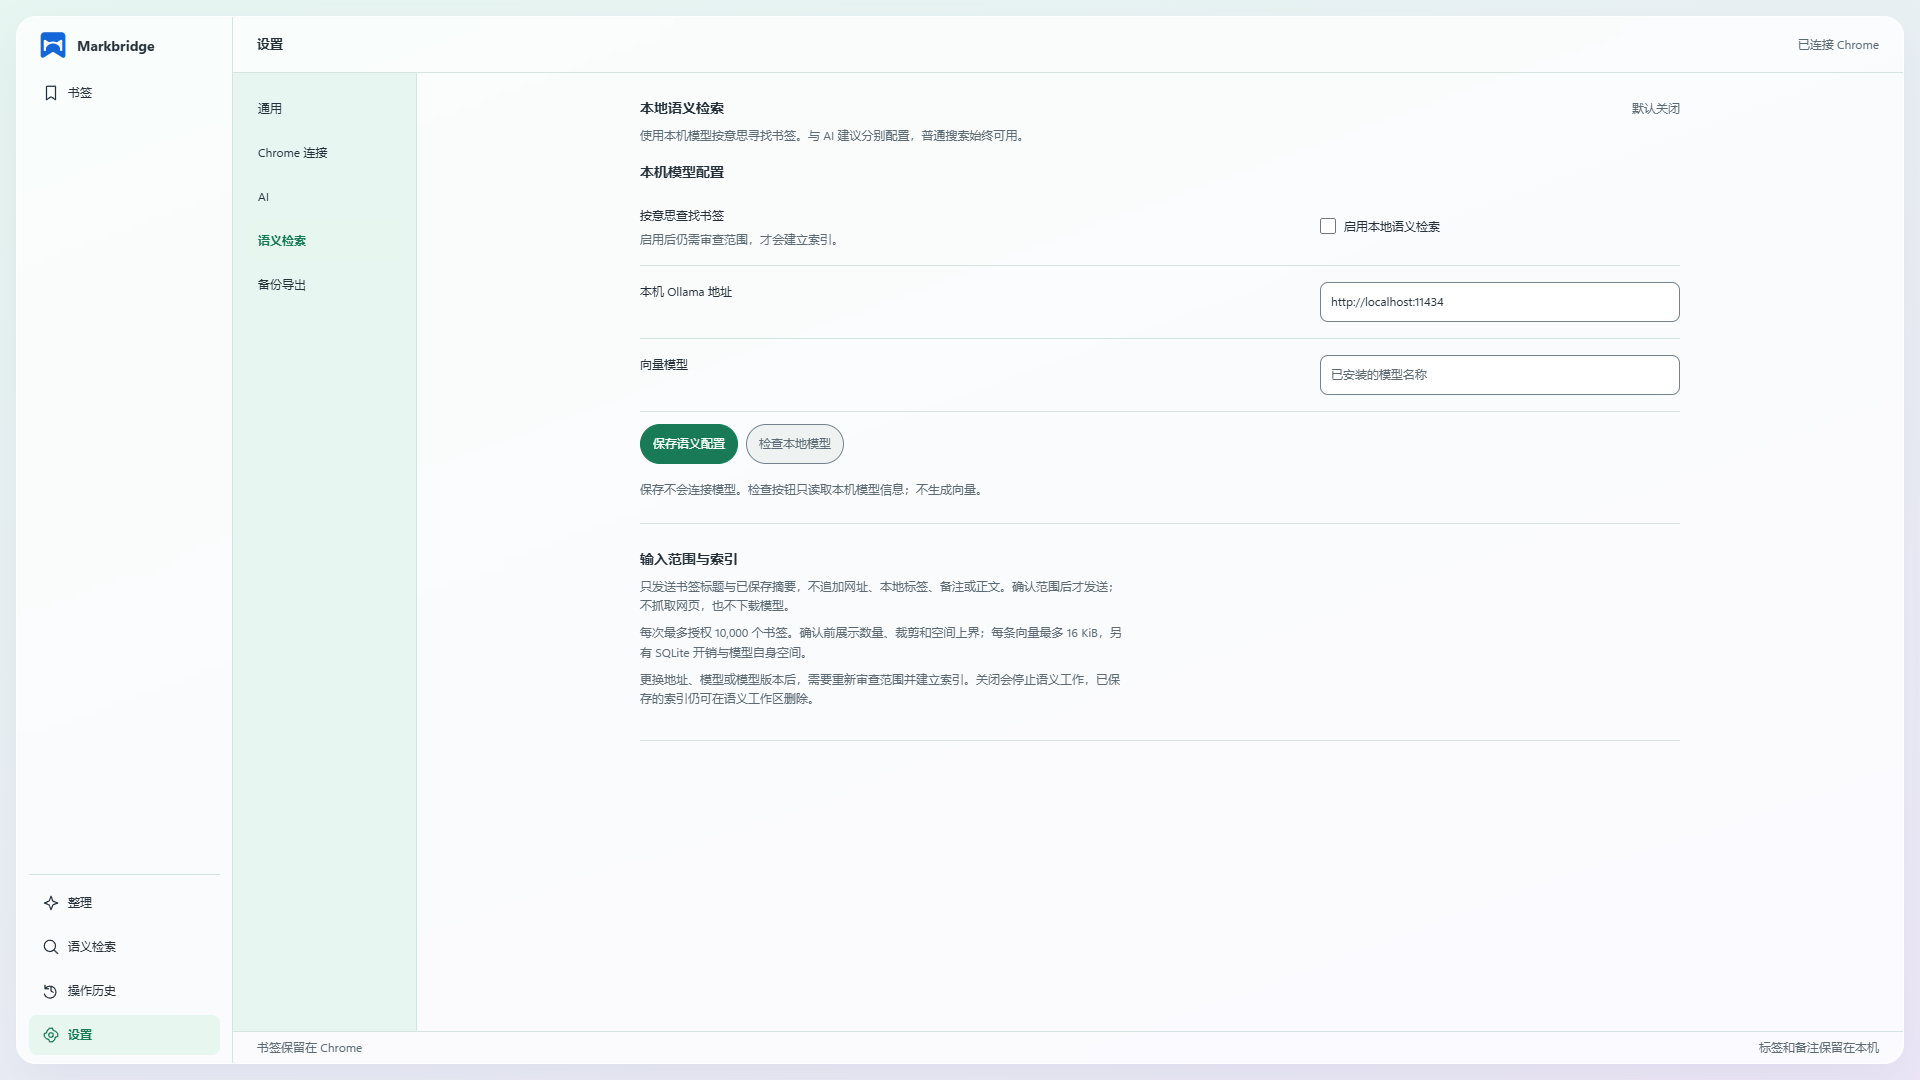 Markbridge
设置
已连接 Chrome
书签
通用
Chrome 连接
AI
语义检索
备份导出
本地语义检索
默认关闭
使用本机模型按意思寻找书签。与 AI 建议分别配置，普通搜索始终可用。
本机模型配置
按意思查找书签
启用后仍需审查范围，才会建立索引。
启用本地语义检索
本机 Ollama 地址
http://localhost:11434
向量模型
已安装的模型名称
保存语义配置
检查本地模型
保存不会连接模型。检查按钮只读取本机模型信息；不生成向量。
输入范围与索引
只发送书签标题与已保存摘要，不追加网址、本地标签、备注或正文。确认范围后才发送；
不抓取网页，也不下载模型。
每次最多授权 10,000 个书签。确认前展示数量、裁剪和空间上界；每条向量最多 16 KiB，另
有 SQLite 开销与模型自身空间。
更换地址、模型或模型版本后，需要重新审查范围并建立索引。关闭会停止语义工作，已保
存的索引仍可在语义工作区删除。
整理
语义检索
操作历史
设置
书签保留在 Chrome
标签和备注保留在本机